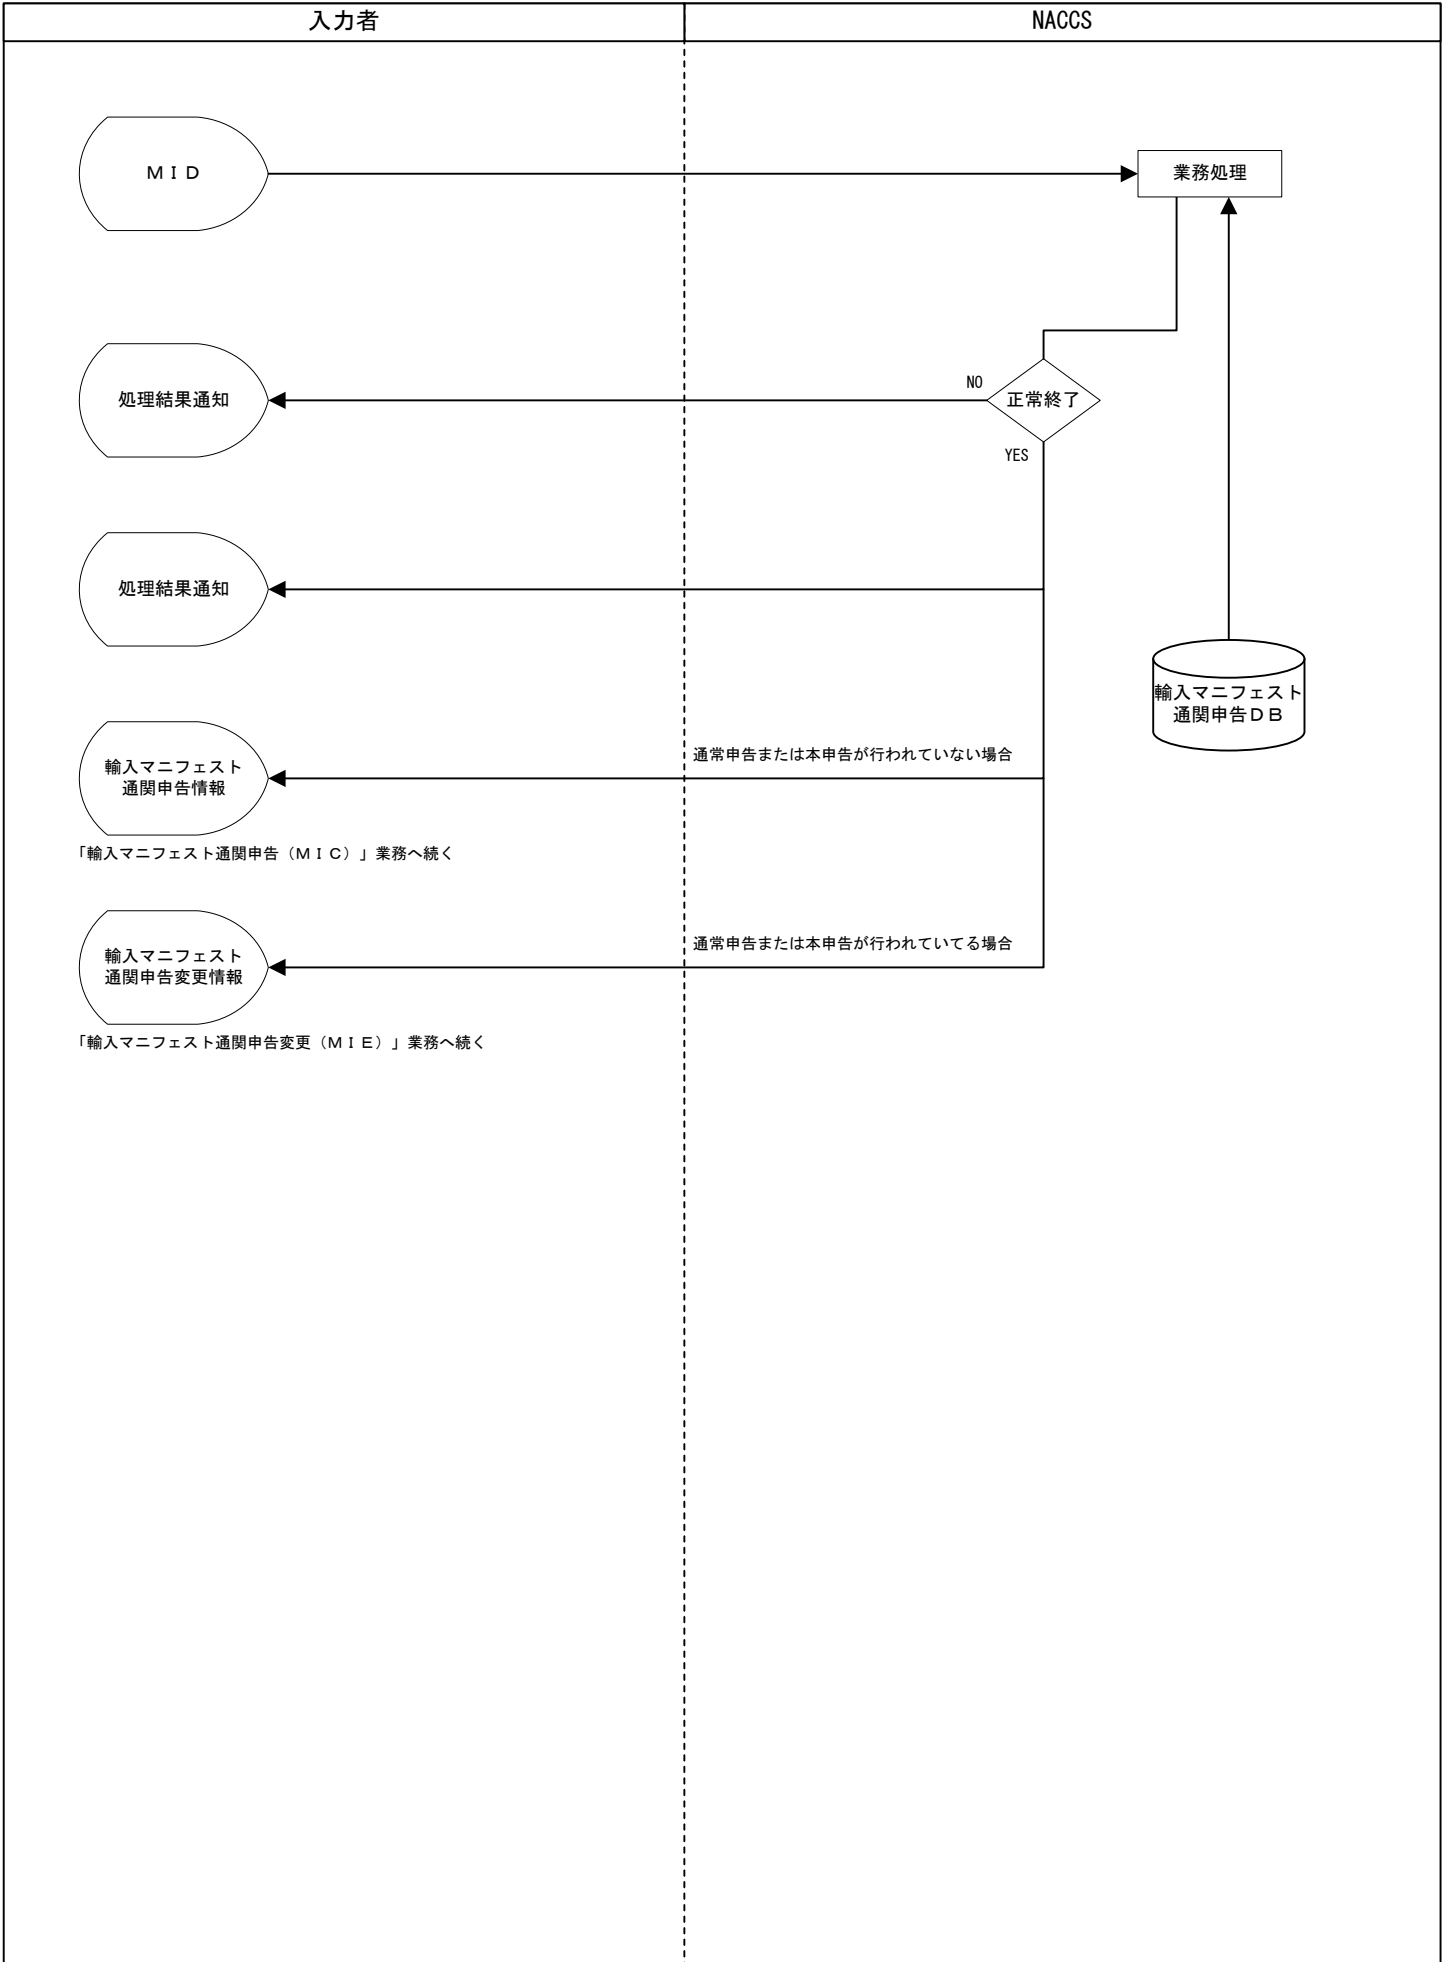 入力者
NACCS
ＭＩＤ
業務処理
処理結果通知
NO
正常終了
YES
処理結果通知
輸入マニフェスト
通関申告ＤＢ
輸入マニフェスト
通関申告情報
通常申告または本申告が行われていない場合
「輸入マニフェスト通関申告（ＭＩＣ）」業務へ続く
輸入マニフェスト
通関申告変更情報
通常申告または本申告が行われていてる場合
「輸入マニフェスト通関申告変更（ＭＩＥ）」業務へ続く